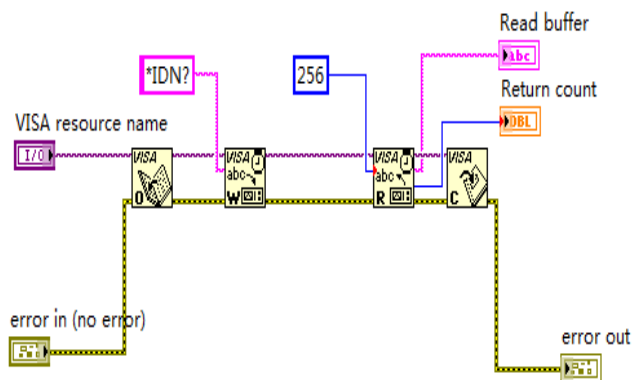 Read buffer
abc
*IDN?
256
Return count
DBL
VISA resource name
I/O
VISA
O
VISA
abc
W
VISA
abc
R
VISA
C
error in (no error)
error out